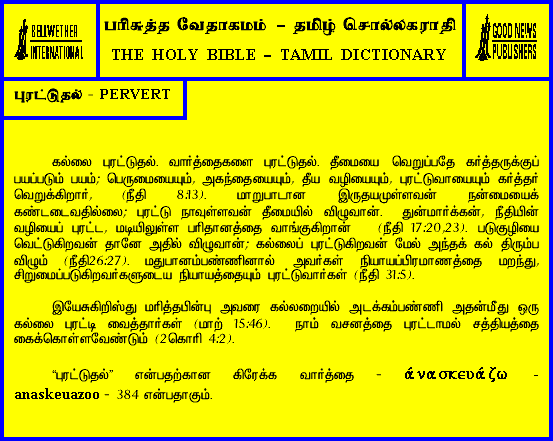 BELLWETHER
INTERNATIONAL
பரிசுத்த வேதாகமம் – தமிழ் சொல்லகராதி
THE HOLY BIBLE – TAMIL DICTIONARY
GOOD NEWS
PUBLISHERS
புரட்டுதல் - PERVERT
கல்லை புரட்டுதல். வார்த்தைகளை புரட்டுதல். தீமையை வெறுப்பதே கர்த்தருக்குப்
பயப்படும் பயம்; பெருமையையும், அகந்தையையும், தீய வழியையும், புரட்டுவாயையும் கர்த்தர்
வெறுக்கிறார், (நீதி 8:13). மாறுபாடான இருதயமுள்ளவன் நன்மையைக்
கண்டடைவதில்லை; புரட்டு நாவுள்ளவன் தீமையில் விழுவான். துன்மார்க்கன், நீதியின்
வழியைப் புரட்ட, மடியிலுள்ள பரிதானத்தை வாங்குகிறான் (நீதி 17:20,23). படுகுழியை
வெட்டுகிறவன் தானே அதில் விழுவான்; கல்லைப் புரட்டுகிறவன் மேல் அந்தக் கல் திரும்ப
விழும் (நீதி26:27). மதுபானம்பண்ணினால் அவர்கள் நியாயப்பிரமாணத்தை மறந்து,
சிறுமைப்படுகிறவர்களுடைய நியாயத்தையும் புரட்டுவார்கள் (நீதி 31:5).
இயேசுகிறிஸ்து மரித்தபின்பு அவரை கல்லறையில் அடக்கம்பண்ணி அதன்மீது ஒரு
கல்லை புரட்டி வைத்தார்கள் (மாற் 15:46). நாம் வசனத்தை புரட்டாமல் சத்தியத்தை
கைக்கொள்ளவேண்டும் (2கொரி 4:2).
“புரட்டுதல்” என்பதற்கான கிரேக்க வார்த்தை - άνασκευάζω -
anaskeuazoo - 384 என்பதாகும்.